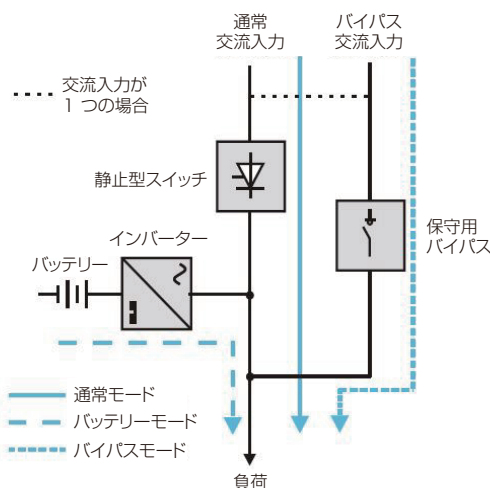 通常
交流入力
バイパス
交流入力
交流入力が
1 つの場合
静止型スイッチ
保守用
バイパス
インバーター
バッテリー
通常モード
バッテリーモード
バイパスモード
負荷